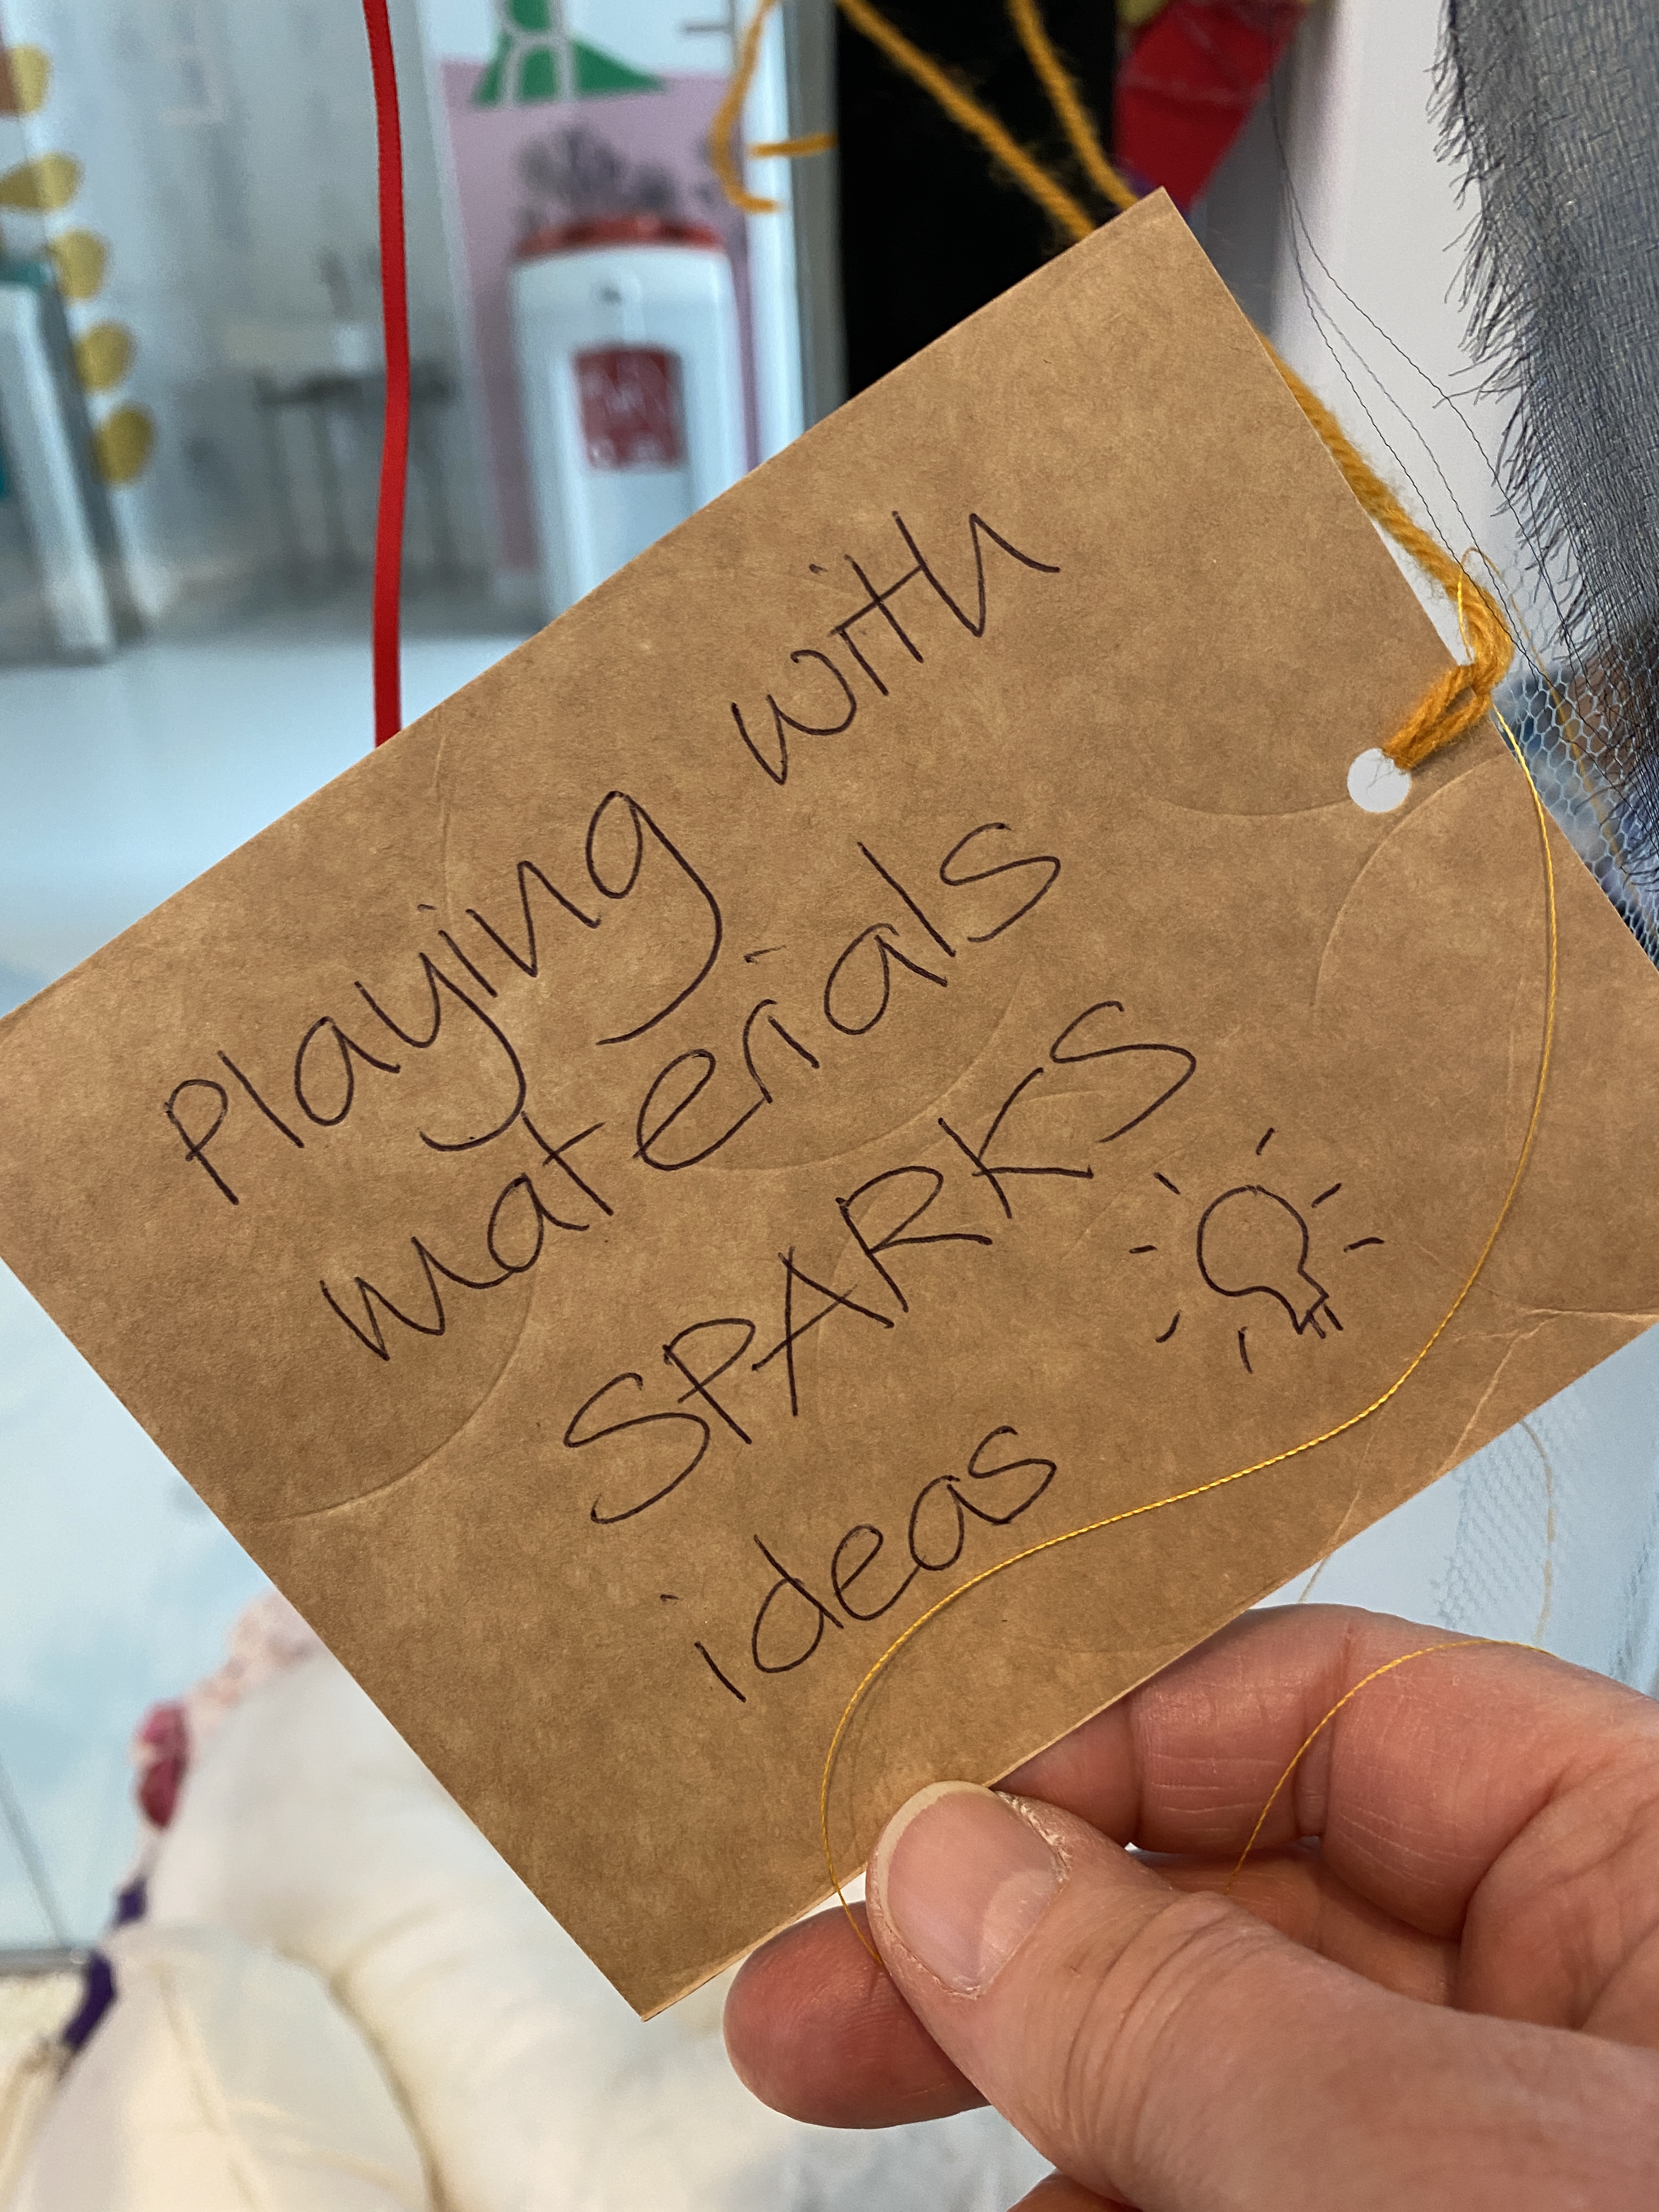 Playing with
materials
SPARKS
ideas